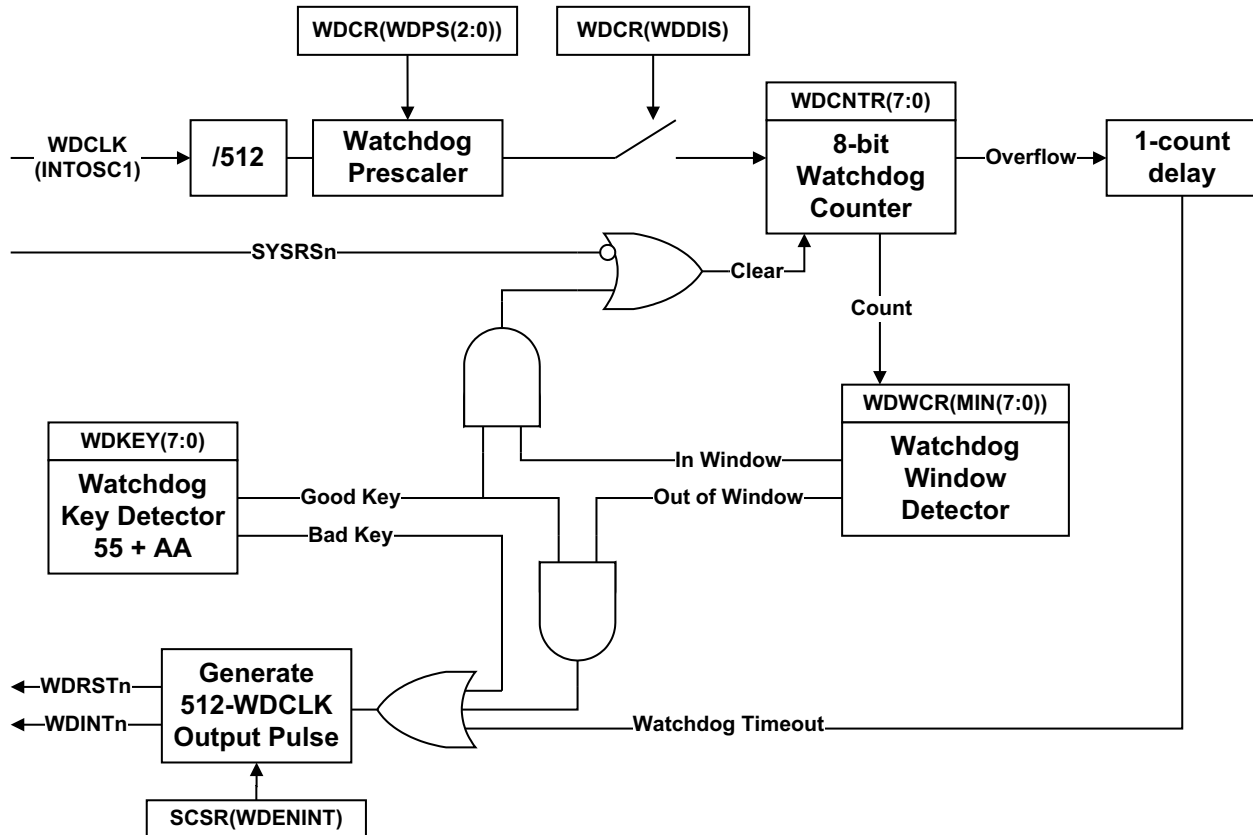 WDCR(WDPS(2:0))
WDCR(WDDIS)
WDCNTR(7:0)
WDCLK
(INTOSC1)
/512
Watchdog
Prescaler
8-bit
Watchdog
Counter
Overflow
1-count
delay
SYSRSn
Clear
Count
WDWCR(MIN(7:0))
Watchdog
Window
Detector
WDKEY(7:0)
Watchdog
Key Detector
55 + AA
In Window
Good Key
Out of Window
Bad Key
WDRSTn
WDINTn
Generate
512-WDCLK
Output Pulse
Watchdog Timeout
SCSR(WDENINT)